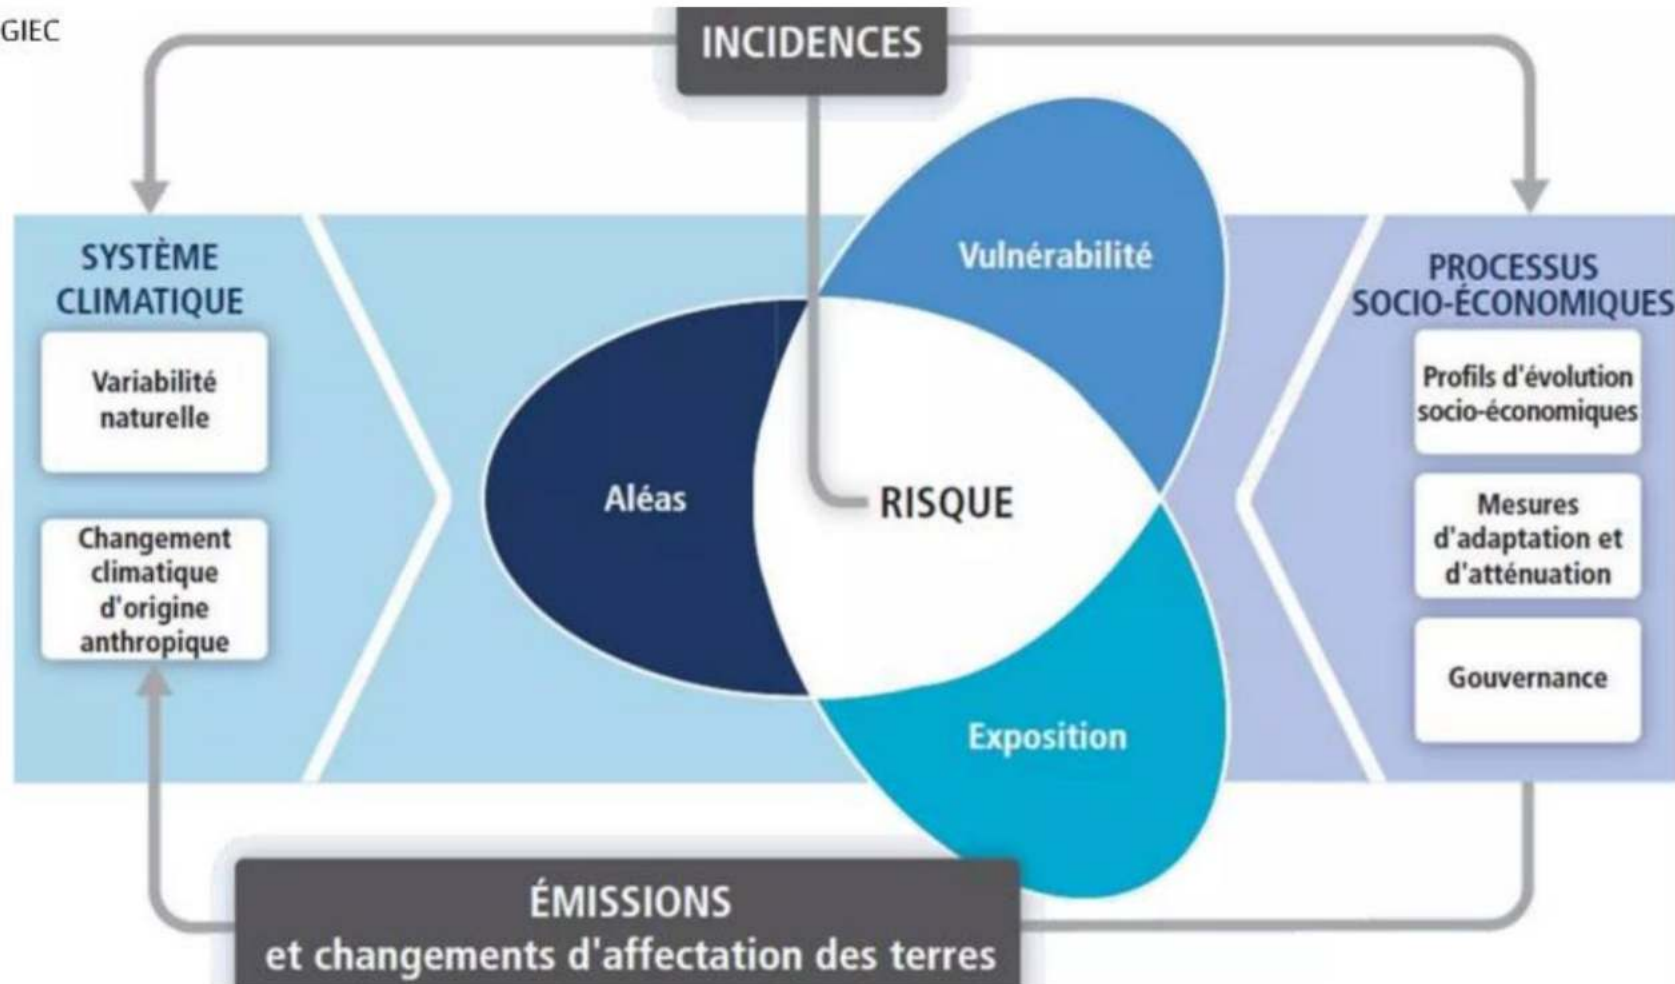 GIEC
INCIDENCES
SYSTÈME
CLIMATIQUE
Variabilité
naturelle
Changement
climatique
d'origine
anthropique
Vulnérabilité
Aléas
RISQUE
Exposition
PROCESSUS
SOCIO-ÉCONOMIQUES
Profils d'évolution
socio-économiques
Mesures
d'adaptation et
d'atténuation
Gouvernance
ÉMISSIONS
et changements d'affectation des terres